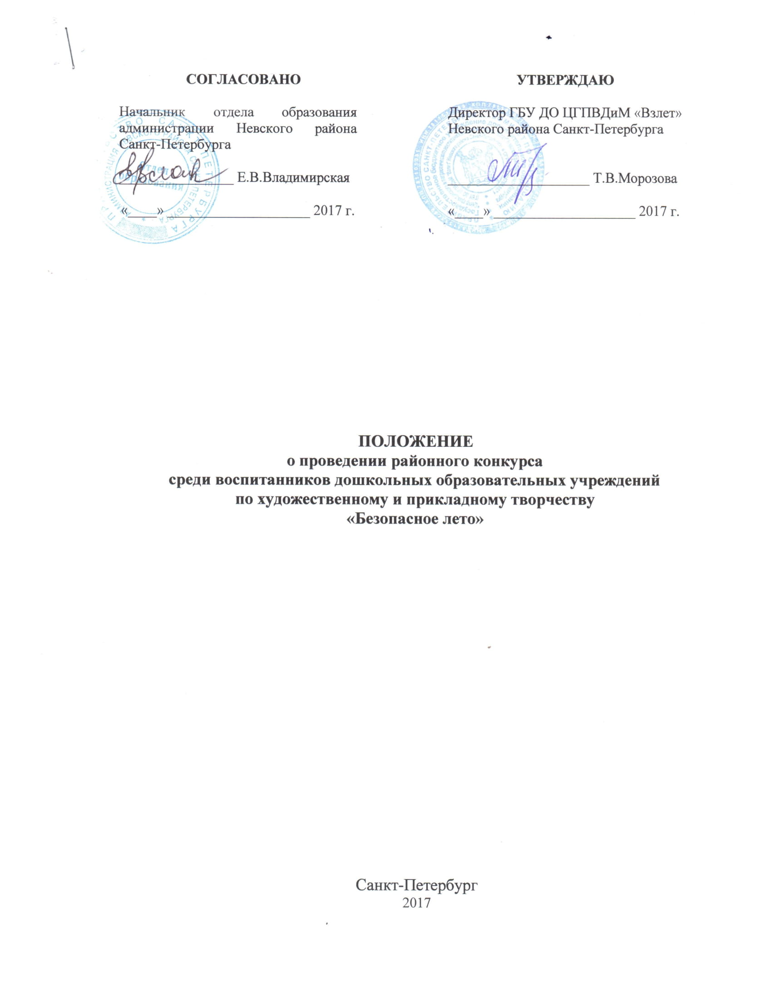 СОГЛАСОВАНО
Начальник отдела образования
администрации Невского района
Санкт-Петербурга
Е.В.Владимирская
«____» ____________________ 2017 г.
УТВЕРЖДАЮ
Директор ГБУ ДО ЦГПВДиМ «Взлет»
Невского района Санкт-Петербурга
____________________ Т.В.Морозова
«____» ____________________ 2017 г.
ПОЛОЖЕНИЕ
о проведении районного конкурса
среди воспитанников дошкольных образовательных учреждений
по художественному и прикладному творчеству
«Безопасное лето»
Санкт-Петербург
2017